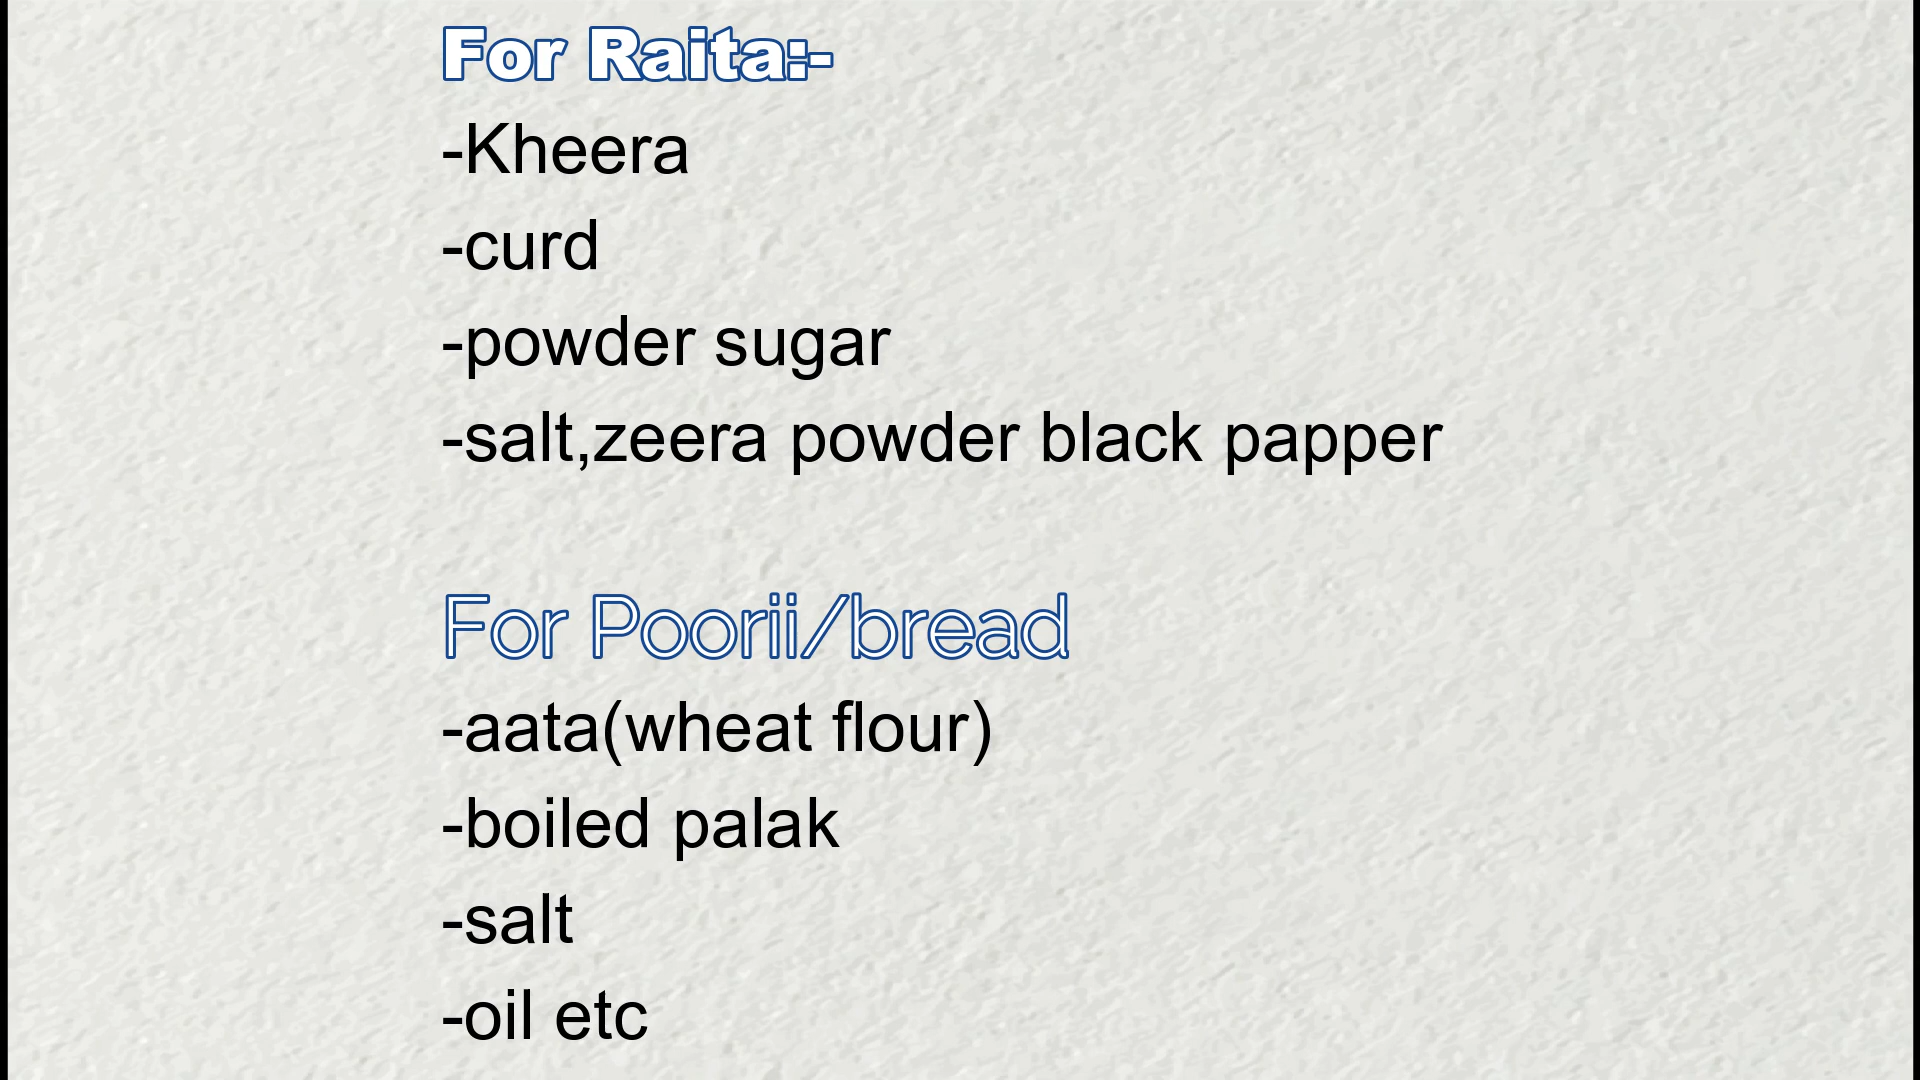 For Raita:-
-Kheera
-curd
-powder sugar
-salt,zeera powder black papper
For Poorii/bread
-aata(wheat flour)
-boiled palak
-salt
-oil etc